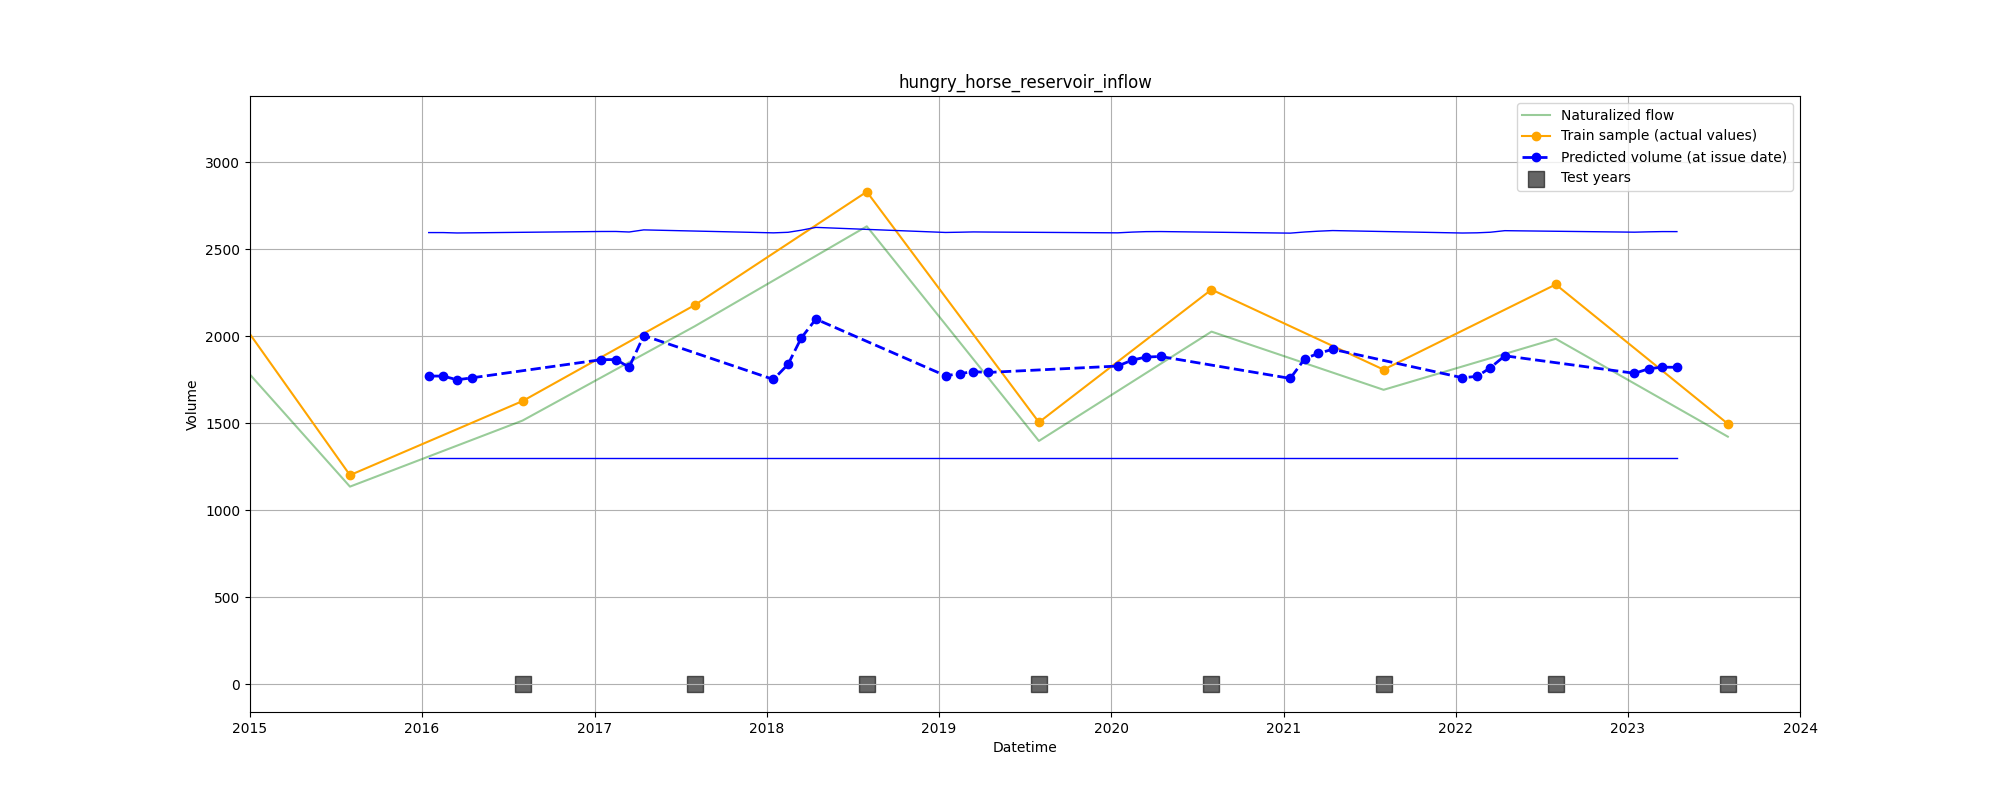 hungry_horse_reservoir_inflow
Naturalized flow
Train sample (actual values)
Predicted volume (at issue date)
Test years
Volume
3000
2500
2000
1500
1000
500
0
2015 2016 2017 2018 2019 2020 2021 2022 2023 2024
Datetime